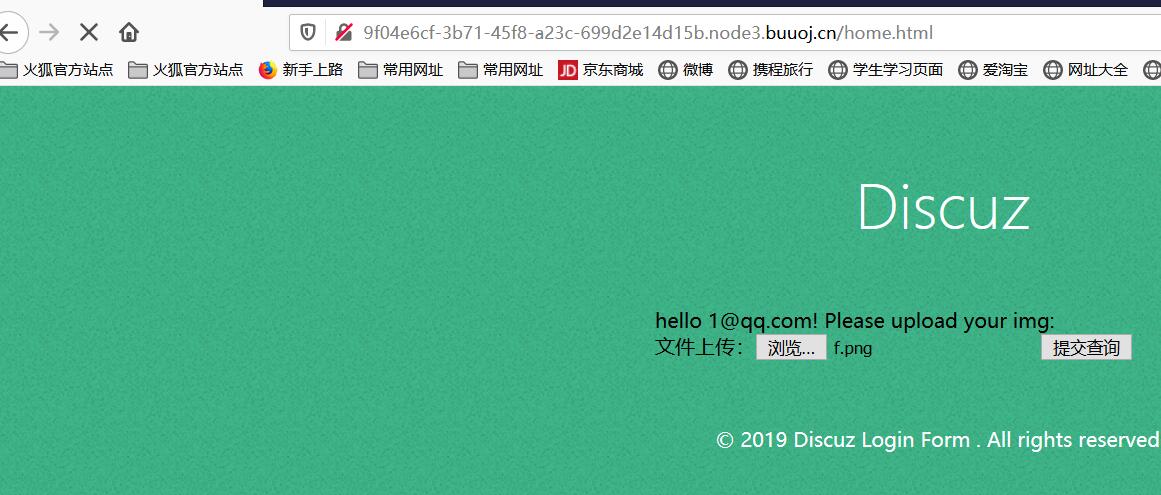 9f04e6cf-3b71-45f8-a23c-699d2e14d15b.node3.buuoj.cn/home.html
火狐官方站点 火狐官方站点 新手上路 常用网址 常用网址 JD 京东商城 微博 携程旅行 学生学习页面 爱淘宝 网址大全
Discuz
hello 1@qq.com! Please upload your img:
文件上传： 浏览... f.png 提交查询
© 2019 Discuz Login Form . All rights reserved